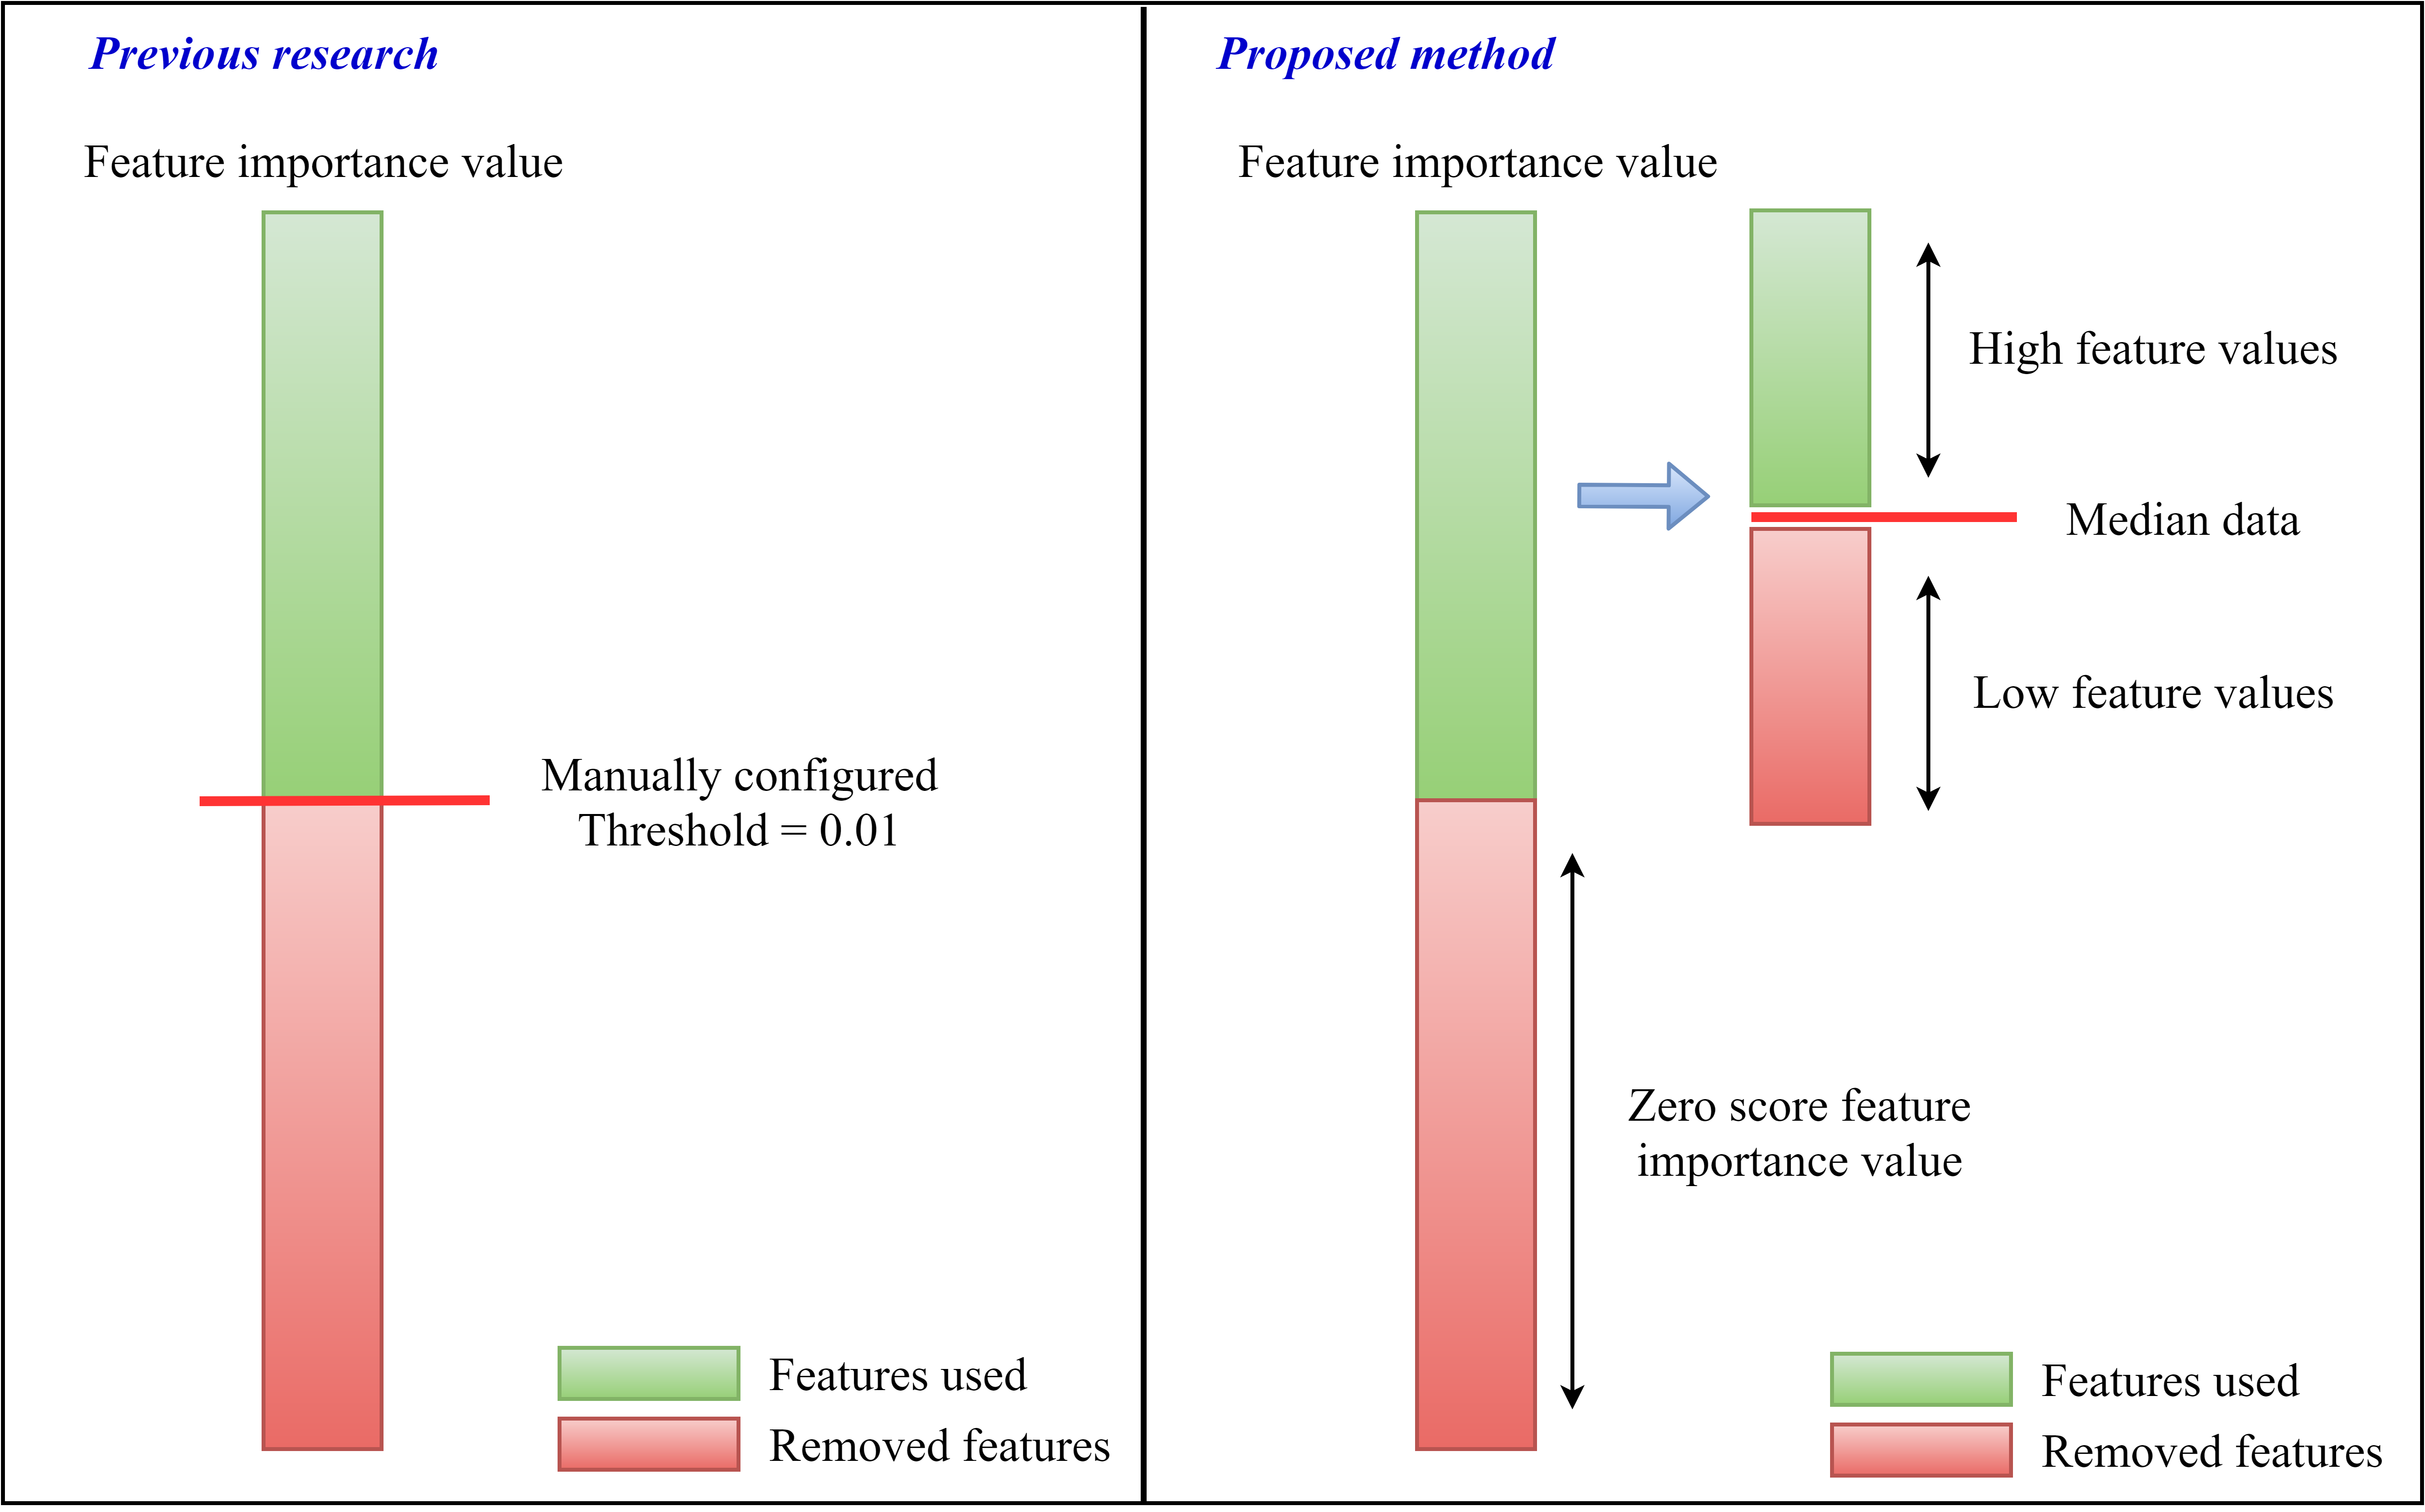 Previous research
Feature importance value
Manually configured
Threshold = 0.01
Features used
Removed features
Proposed method
Feature importance value
High feature values
Median data
Low feature values
Zero score feature
importance value
Features used
Removed features